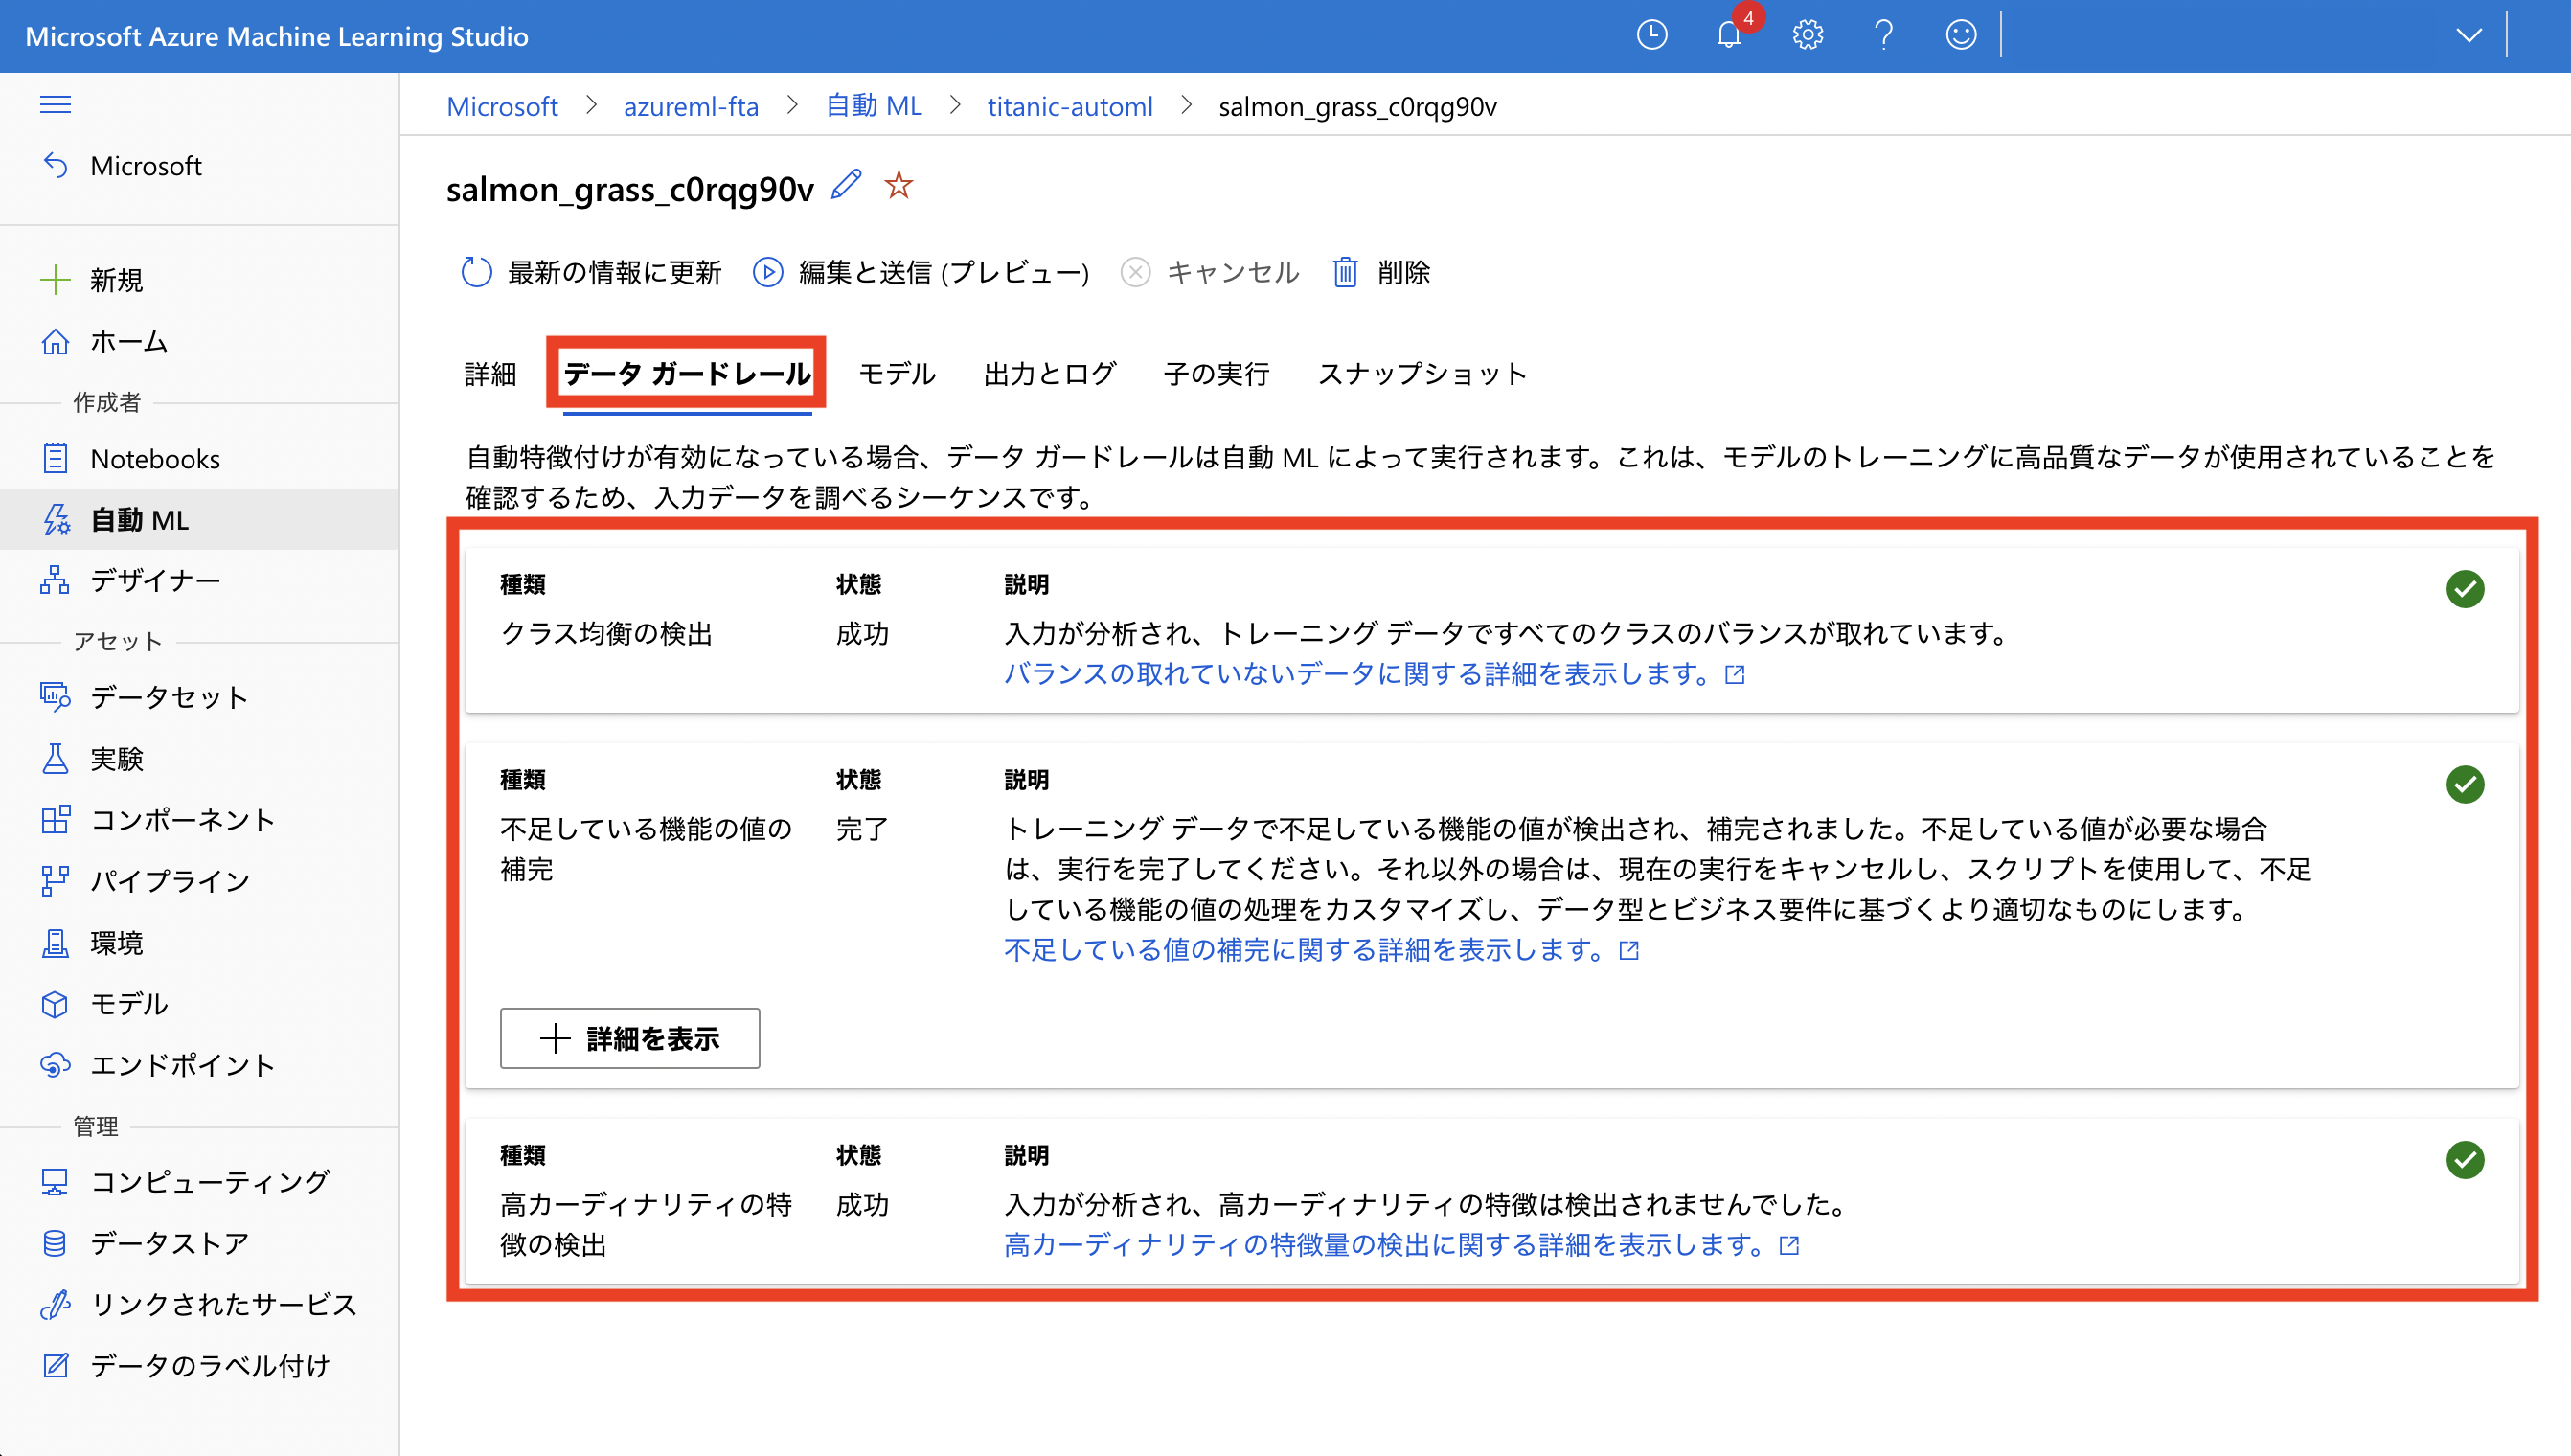 Microsoft Azure Machine Learning Studio
4
Microsoft
新規
ホーム
作成者
Notebooks
自動 ML
デザイナー
アセット
データセット
実験
コンポーネント
パイプライン
環境
モデル
エンドポイント
管理
コンピューティング
データストア
リンクされたサービス
データのラベル付け
Microsoft > azureml-fta > 自動 ML > titanic-automl > salmon_grass_c0rqg90v
salmon_grass_c0rqg90v
最新の情報に更新 編集と送信 (プレビュー) キャンセル 削除
詳細 データ ガードレール モデル 出力とログ 子の実行 スナップショット
自動特徴付けが有効になっている場合、データ ガードレールは自動 ML によって実行されます。これは、モデルのトレーニングに高品質なデータが使用されていることを
確認するため、入力データを調べるシーケンスです。
種類 状態 説明
クラス均衡の検出 成功 入力が分析され、トレーニング データですべてのクラスのバランスが取れています。
バランスの取れていないデータに関する詳細を表示します。
種類 状態 説明
不足している機能の値の 完了 トレーニング データで不足している機能の値が検出され、補完されました。不足している値が必要な場合
補完 は、実行を完了してください。それ以外の場合は、現在の実行をキャンセルし、スクリプトを使用して、不足
している機能の値の処理をカスタマイズし、データ型とビジネス要件に基づくより適切なものにします。
不足している値の補完に関する詳細を表示します。
詳細を表示
種類 状態 説明
高カーディナリティの特 成功 入力が分析され、高カーディナリティの特徴は検出されませんでした。
徴の検出 高カーディナリティの特徴量の検出に関する詳細を表示します。